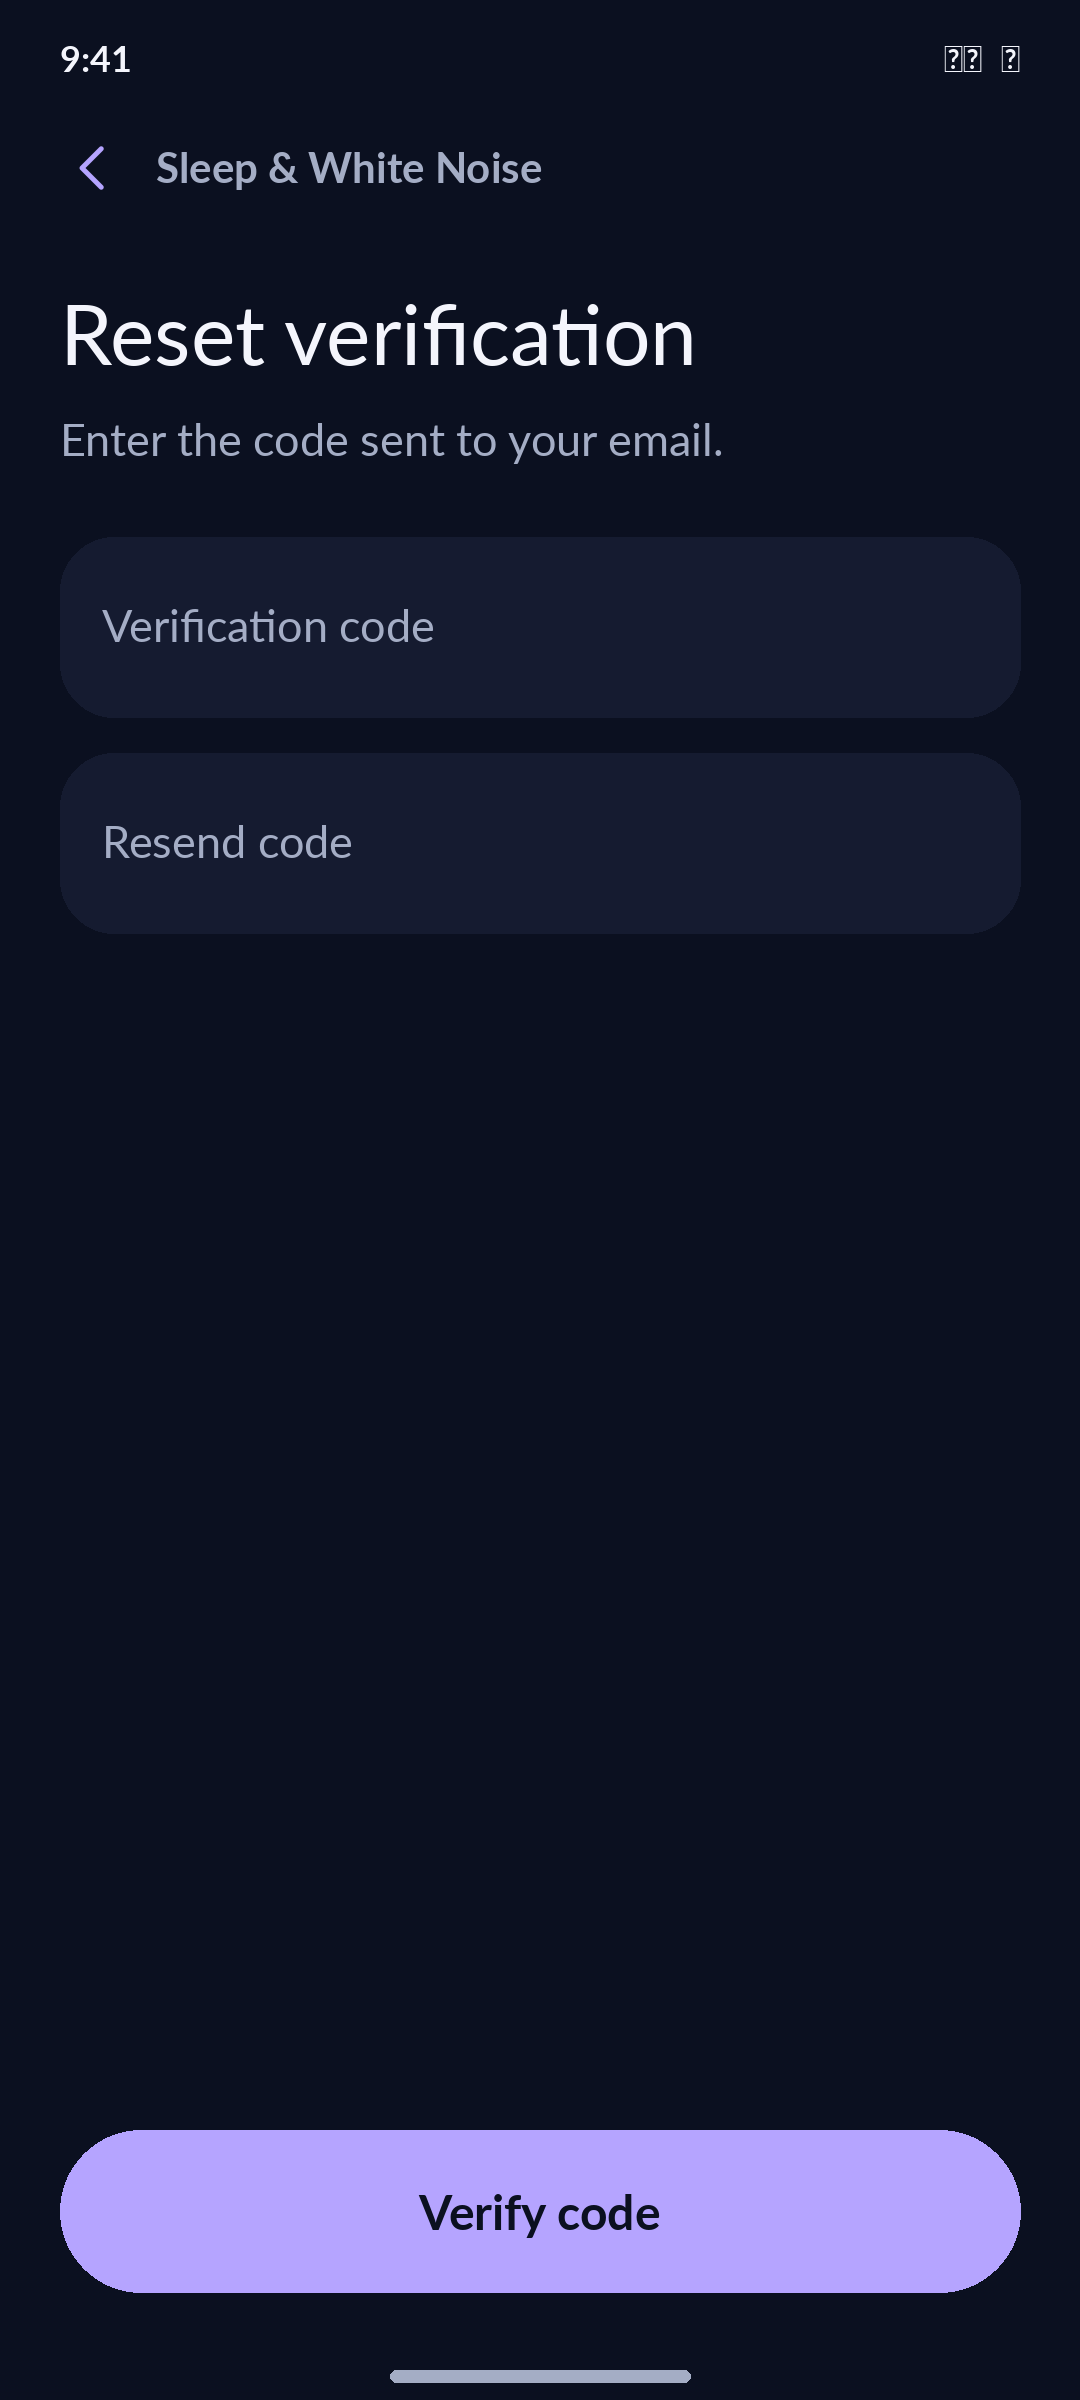 9:41
Sleep & White Noise
Reset verification
Enter the code sent to your email.
Verification code
Resend code
Verify code